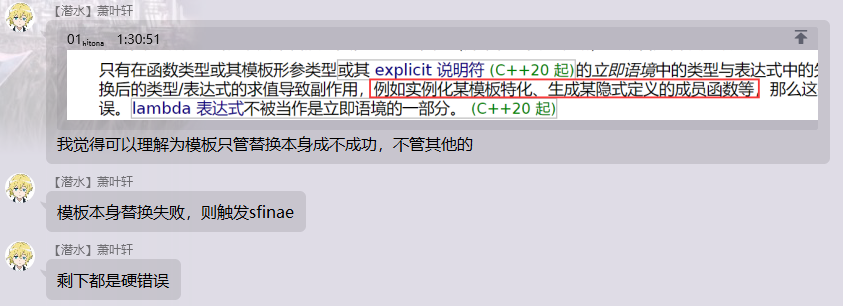 【潜水】萧叶轩
01hitona 1:30:51
只有在函数类型或其模板形参类型或其 explicit 说明符 (C++20 起)的立即语境中的类型与表达式中的
换后的类型/表达式的求值导致副作用，例如实例化某模板特化、生成某隐式定义的成员函数等，那么这
误。lambda 表达式不被当作是立即语境的一部分。 (C++20 起)
我觉得可以理解为模板只管替换本身成不成功，不管其他的
【潜水】萧叶轩
模板本身替换失败，则触发sfinae
【潜水】萧叶轩
剩下都是硬错误